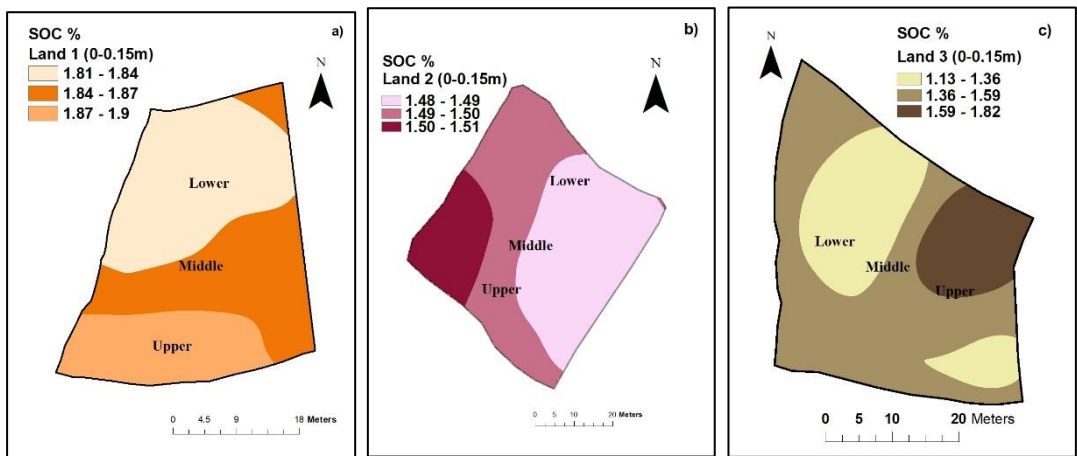 SOC %
a)
Land 1 (0-0.15m)
1.81 - 1.84
1.84 - 1.87
1.87 - 1.9
N
Lower
Middle
Upper
0 4.5 9 18 Meters
b)
SOC %
Land 2 (0-0.15m)
1.48 - 1.49
1.49 - 1.50
1.50 - 1.51
N
Lower
Middle
Upper
0 5 10 20 Meters
SOC %
c)
Land 3 (0-0.15m)
1.13 - 1.36
1.36 - 1.59
1.59 - 1.82
N
Lower
Middle
Upper
0 5 10 20 Meters